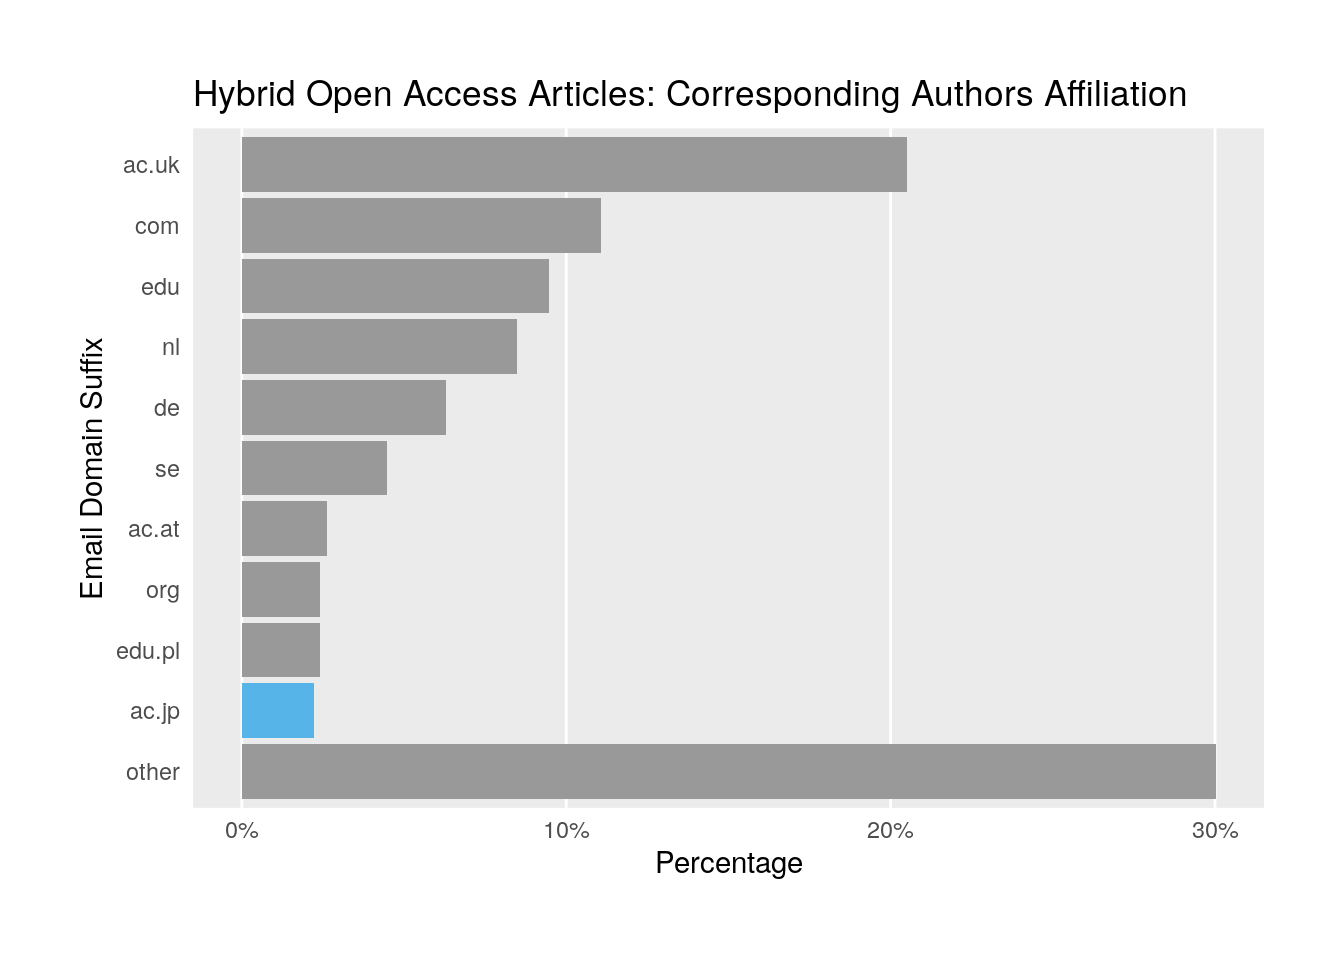 Hybrid Open Access Articles: Corresponding Authors Affiliation
Email Domain Suffix
ac.uk
com
edu
nl
de
se
ac.at
org
edu.pl
ac.jp
other
0% 10% 20% 30%
Percentage